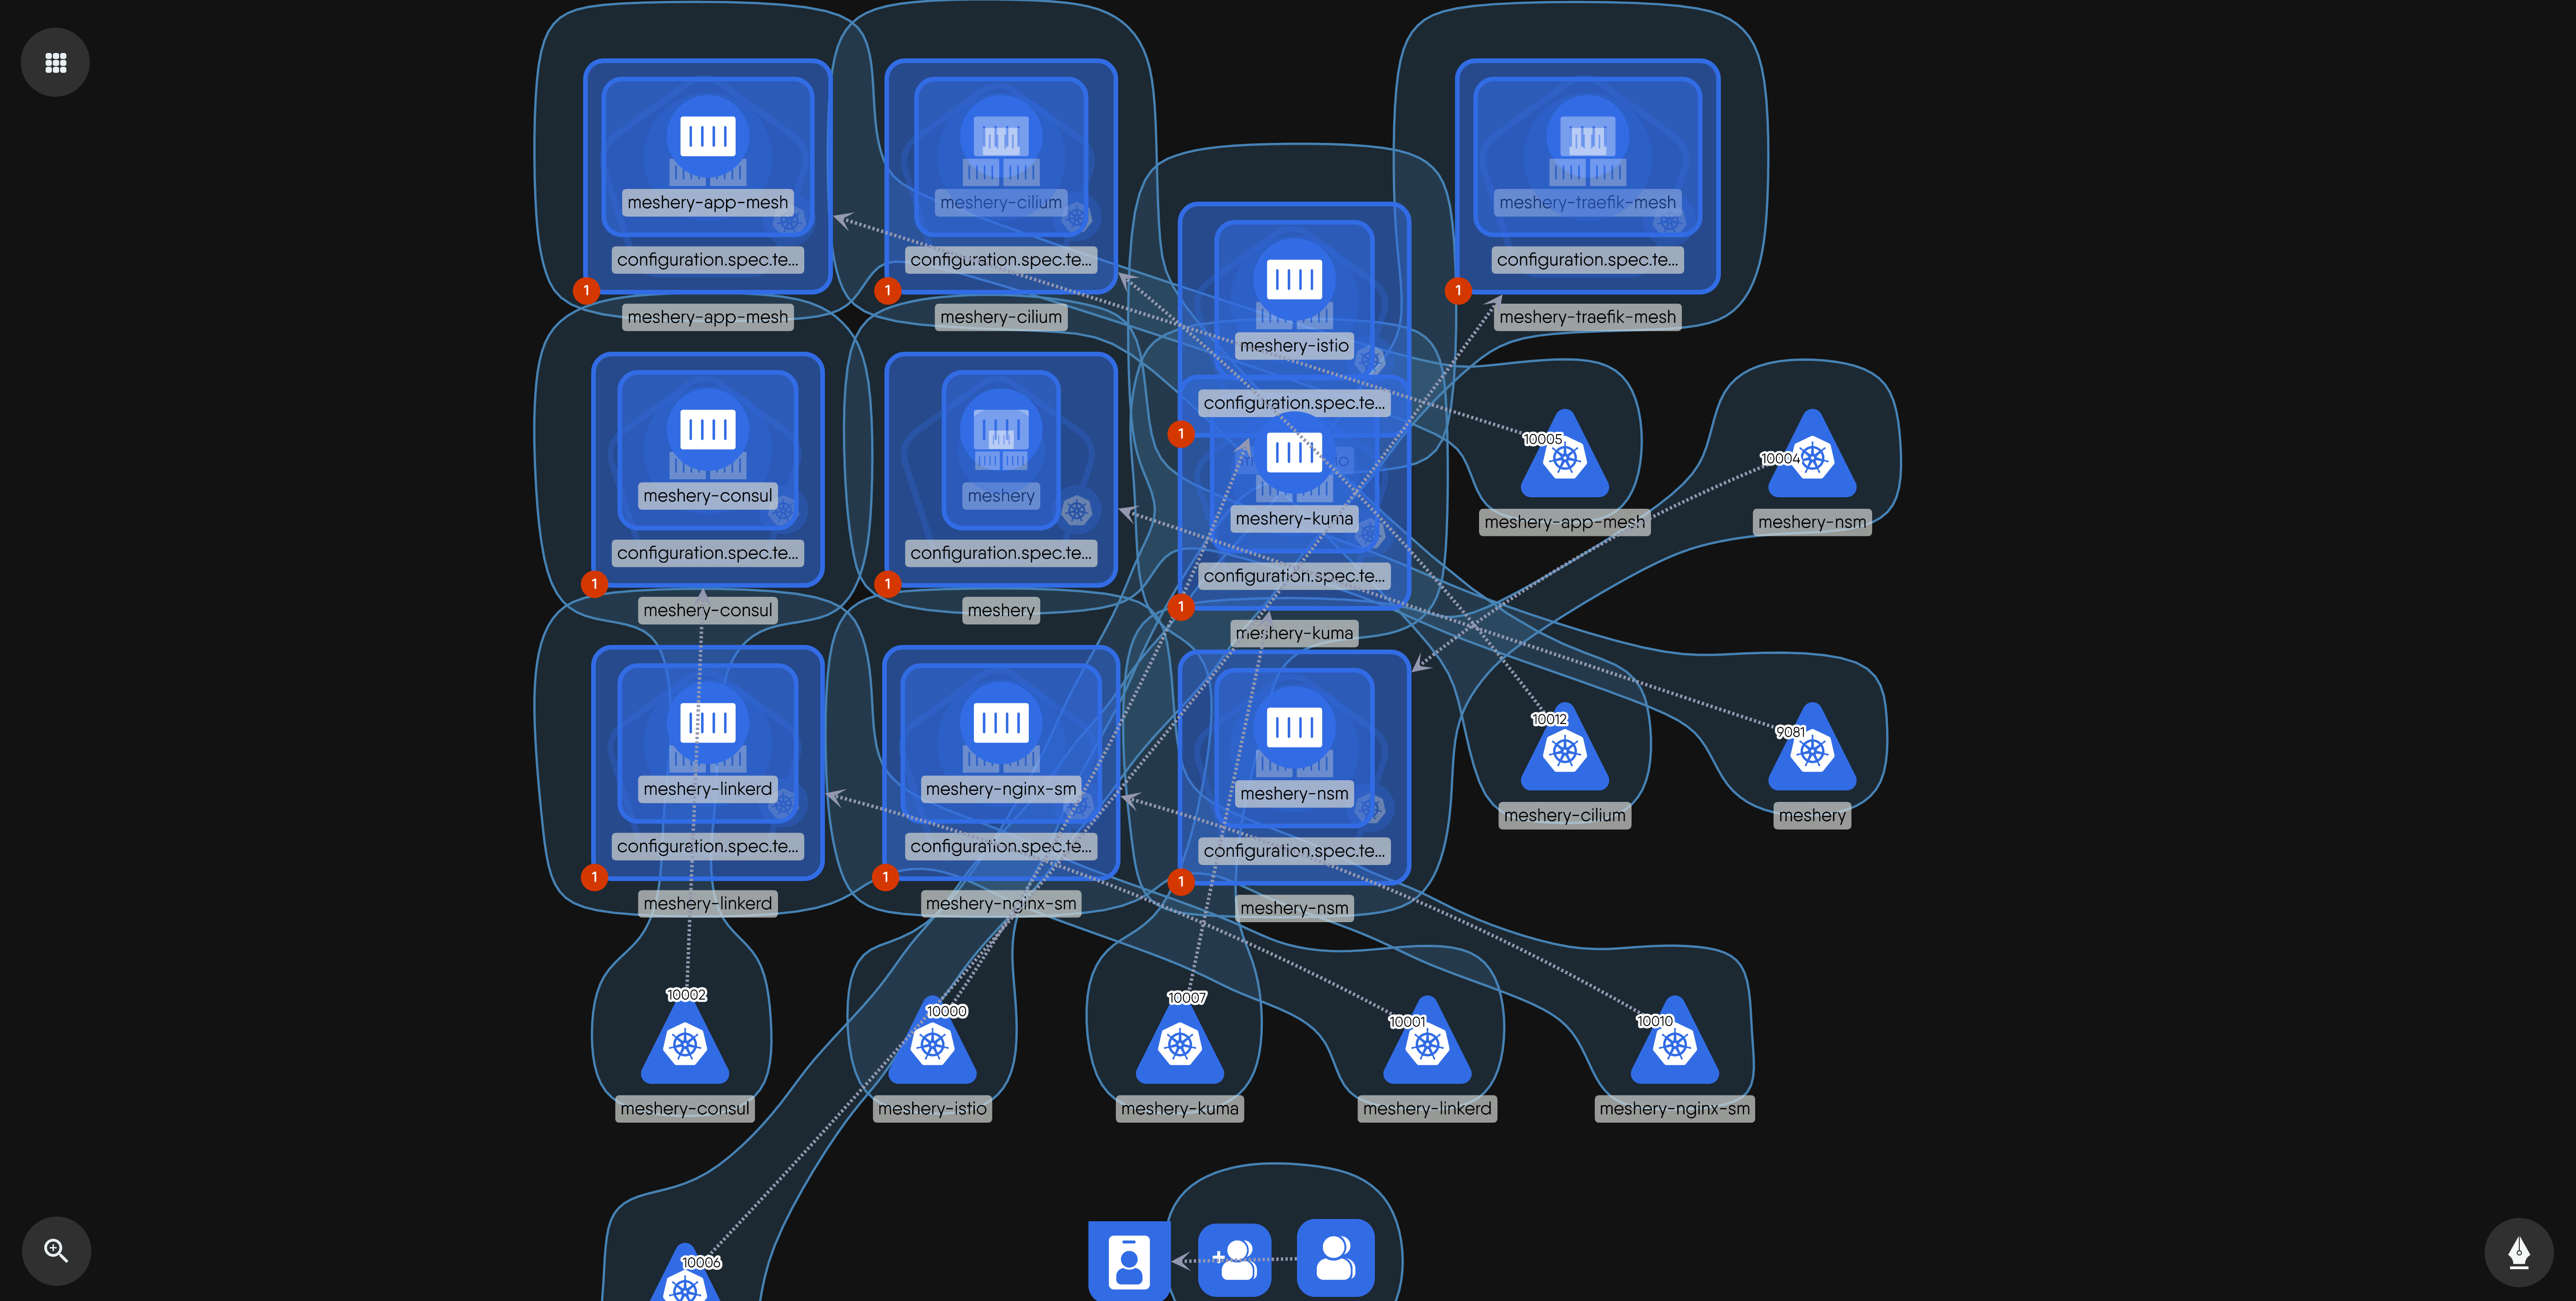 meshery-app-mesh
configuration.spec.te...
1
meshery-app-mesh
meshery-cilium
configuration.spec.te...
1
meshery-cilium
meshery-istio
configuration.spec.te...
1
meshery-traefik-mesh
configuration.spec.te...
1
meshery-traefik-mesh
meshery-consul
configuration.spec.te...
1
meshery-consul
meshery
configuration.spec.te...
1
meshery
meshery-kuma
configuration.spec.te...
1
meshery-kuma
10005
meshery-app-mesh
10004
meshery-nsm
meshery-linkerd
configuration.spec.te...
1
meshery-linkerd
meshery-nginx-sm
configuration.spec.te...
1
meshery-nginx-sm
meshery-nsm
configuration.spec.te...
1
meshery-nsm
10012
meshery-cilium
9081
meshery
10002
meshery-consul
10000
meshery-istio
10007
meshery-kuma
10001
meshery-linkerd
10010
meshery-nginx-sm
10006